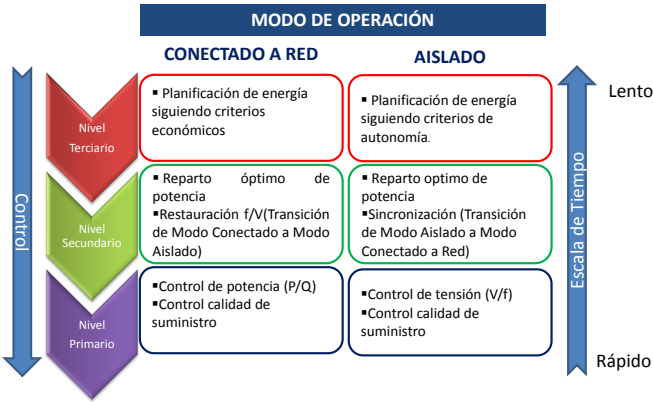 MODO DE OPERACIÓN
CONECTADO A RED
AISLADO
Control
Nivel
Terciario
▪ Planificación de energía
siguiendo criterios
económicos
▪ Planificación de energía
siguiendo criterios de
autonomía.
Lento
Nivel
Secundario
▪ Reparto óptimo de
potencia
▪Restauración f/V(Transición
de Modo Conectado a Modo
Aislado)
▪ Reparto optimo de
potencia
▪Sincronización (Transición
de Modo Aislado a Modo
Conectado a Red)
Escala de Tiempo
Nivel
Primario
▪Control de potencia (P/Q)
▪Control calidad de
suministro
▪Control de tensión (V/f)
▪Control calidad de
suministro
Rápido